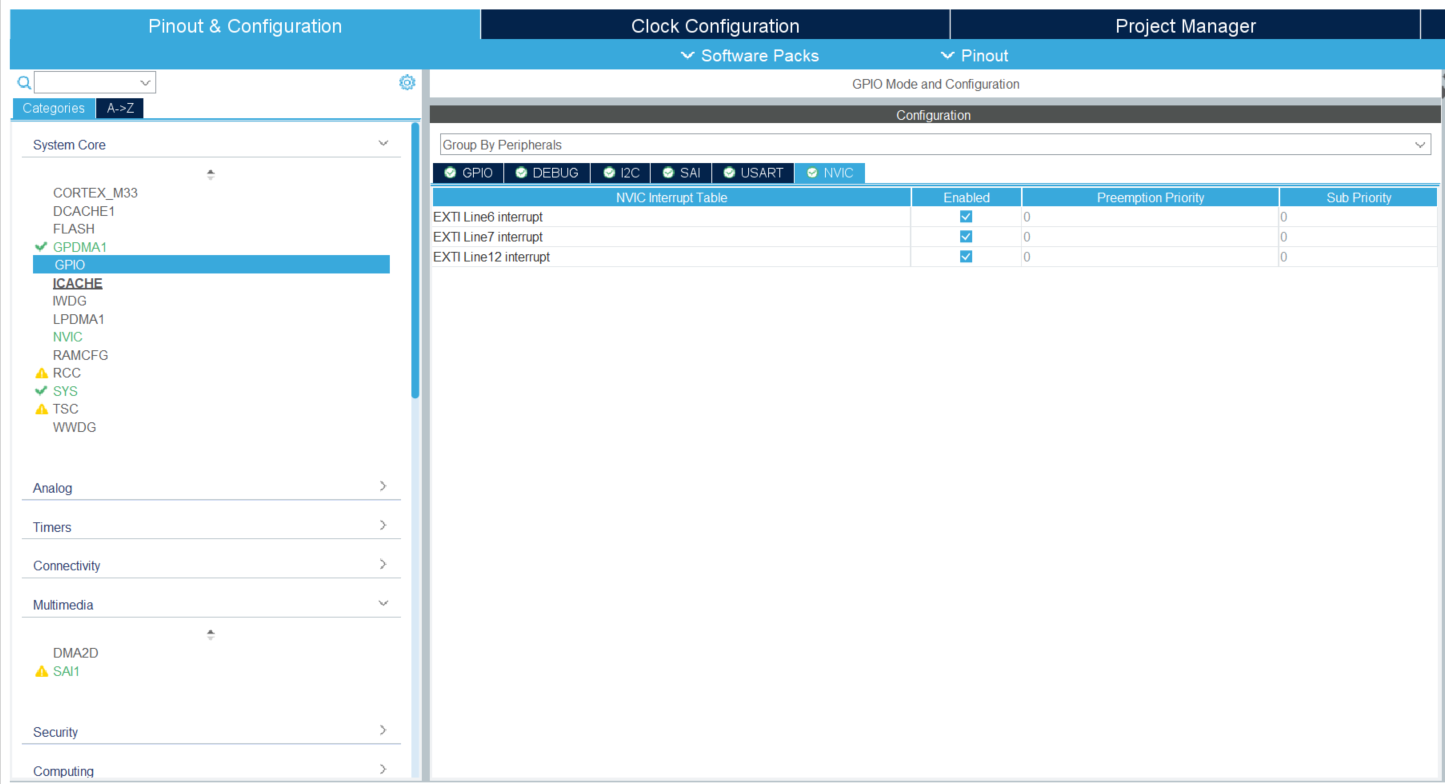 Pinout & Configuration
Clock Configuration
Project Manager
Software Packs
Pinout
Categories
A->Z
System Core
CORTEX_M33
DCACHE1
FLASH
GPDMA1
GPIO
ICACHE
IWDG
LPDMA1
NVIC
RAMCFG
RCC
SYS
TSC
WWDG
Analog
Timers
Connectivity
Multimedia
DMA2D
SAI1
Security
Computing
GPIO Mode and Configuration
Configuration
Group By Peripherals
GPIO DEBUG I2C SAI USART NVIC
NVIC Interrupt Table Enabled Preemption Priority Sub Priority
EXTI Line6 interrupt 0 0
EXTI Line7 interrupt 0 0
EXTI Line12 interrupt 0 0